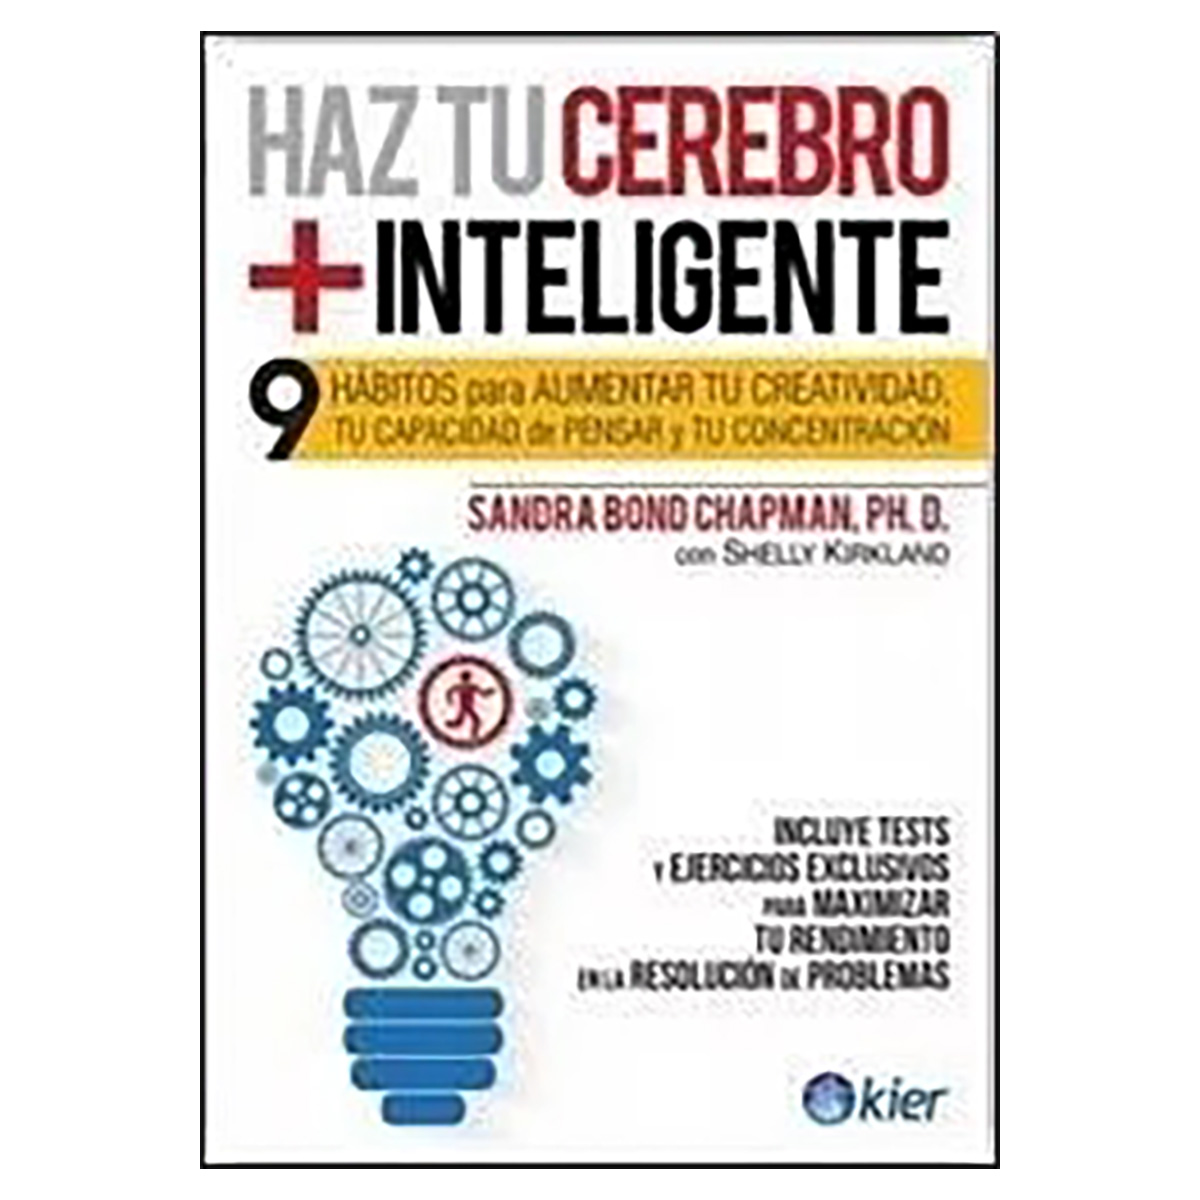 HAZ TU CEREBRO
+INTELIGENTE
9 HÁBITOS para AUMENTAR TU CREATIVIDAD,
TU CAPACIDAD de PENSAR y TU CONCENTRACIÓN
SANDRA BOND CHAPMAN, PH. D.
con SHELLY KIRKLAND
INCLUYE TESTS
Y EJERCICIOS EXCLUSIVOS
PARA MAXIMIZAR
TU RENDIMIENTO
EN LA RESOLUCIÓN DE PROBLEMAS
kier